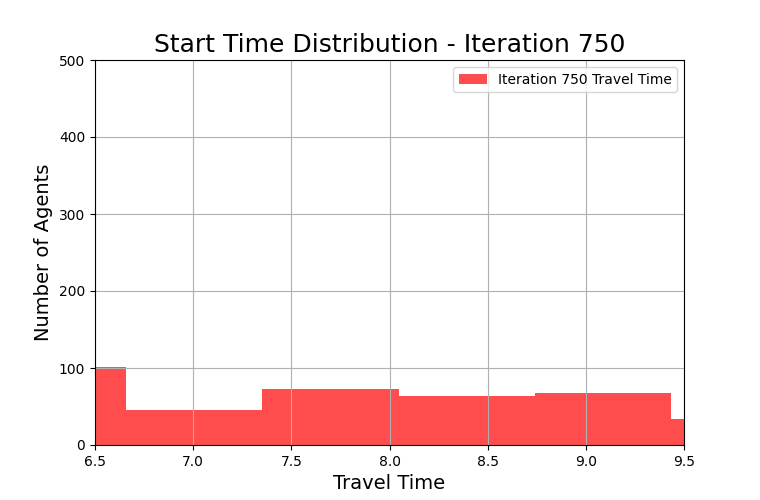 Start Time Distribution - Iteration 750
500
400
300
200
100
0
Number of Agents
Iteration 750 Travel Time
6.5 7.0 7.5 8.0 8.5 9.0 9.5
Travel Time